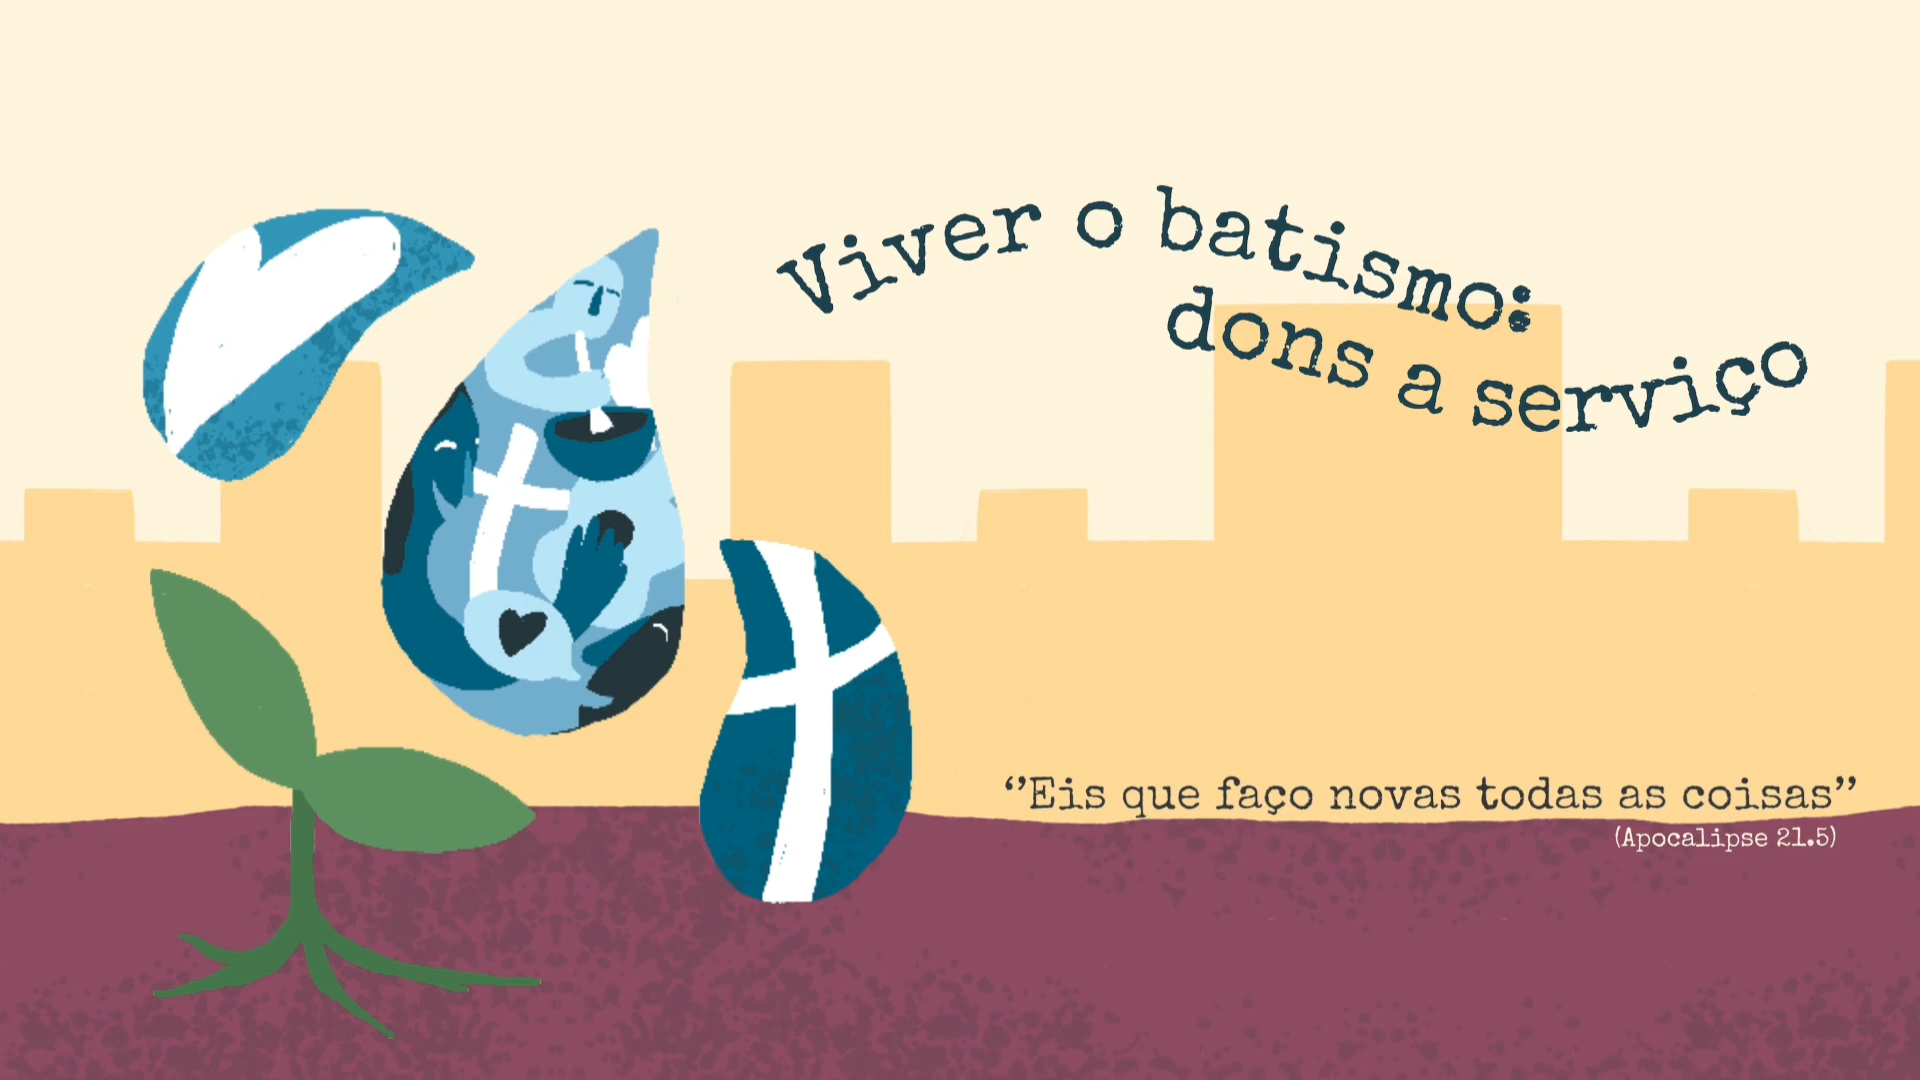 Viver o batismo:
dons a serviço
‘’Eis que faço novas todas as coisas’’
(Apocalipse 21.5)